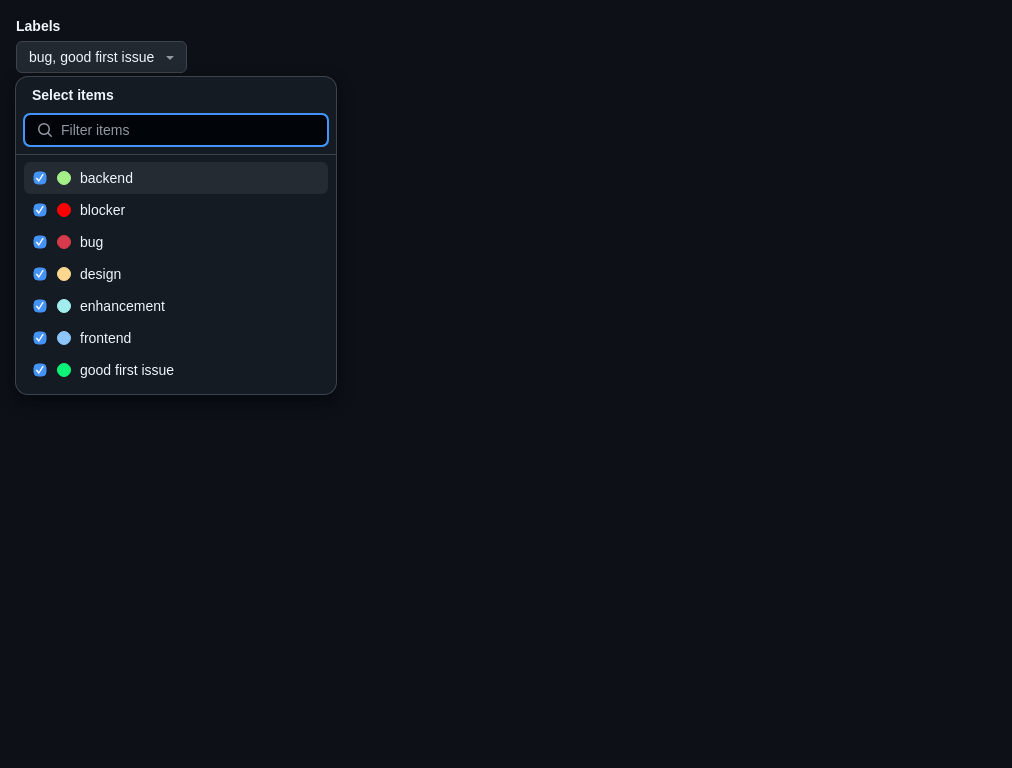 Labels
bug, good first issue
Select items
Filter items
backend
blocker
bug
design
enhancement
frontend
good first issue